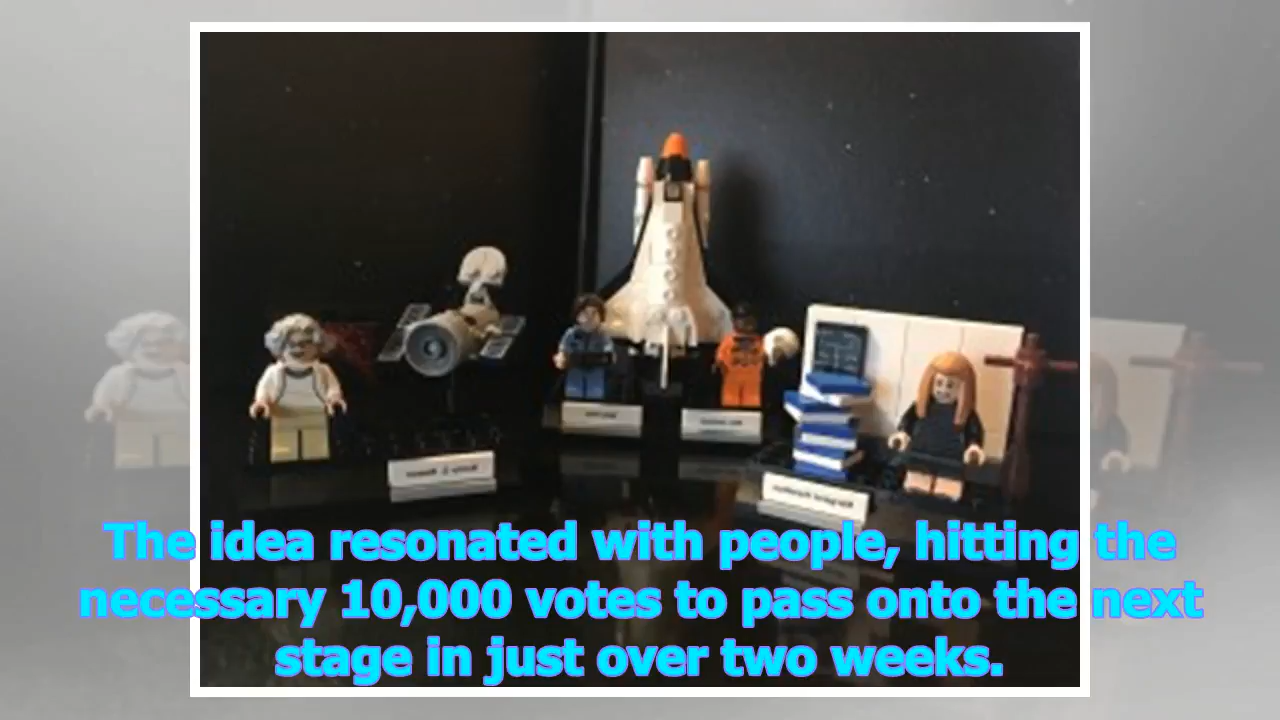 The idea resonated with people, hitting the
necessary 10,000 votes to pass onto the next
stage in just over two weeks.